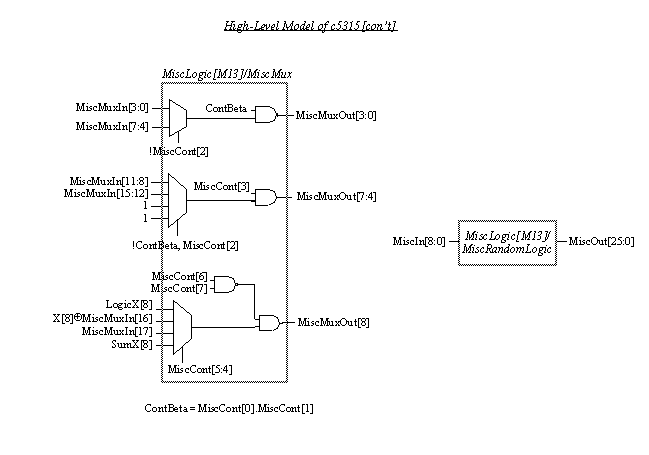 High-Level Model of c5315 [con't]
MiscLogic[M13]/MiscMux
MiscMuxIn[3:0]
ContBeta
MiscMuxOut[3:0]
MiscMuxIn[7:4]
!MiscCont[2]
MiscMuxIn[11:8]
MiscCont[3]
MiscMuxIn[15:12]
MiscMuxOut[7:4]
1
1
!ContBeta, MiscCont[2]
MiscIn[8:0]
MiscLogic[M13]/
MiscRandomLogic
MiscOut[25:0]
MiscCont[6]
MiscCont[7]
LogicX[8]
X[8]⊕MiscMuxIn[16]
MiscMuxOut[8]
MiscMuxIn[17]
SumX[8]
MiscCont[5:4]
ContBeta = MiscCont[0].MiscCont[1]